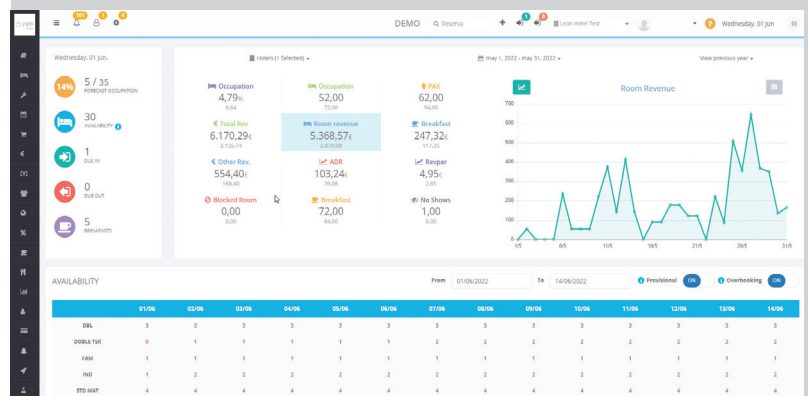 101 6 4 DEMO Reserva 1 0 Lean Hotel Test Wednesday, 01 Jun
Wednesday, 01 Jun.
14% 5 / 35
FORECAST OCCUPATION
30
AVAILABILITY
1
DUE IN
0
DUE OUT
5
BREAKFASTS
Hotels (1 Selected) may 1, 2022 - may 31, 2022 View previous year
Occupation Occupation PAX
4,79% 52,00 62,00
6,64 73,00 94,00
Total Rev Room revenue Breakfast
6.170,29€ 5.368,57€ 247,32€
3.155,74 2.870,09 117,25
Other Rev. ADR Revpar
554,40€ 103,24€ 4,95€
168,40 39,86 2,65
Blocked Room Breakfast No Shows
0,00 72,00 1,00
0,00 64,00 0,00
Room Revenue
700
600
500
400
300
200
100
0
1/5 6/5 11/5 16/5 21/5 26/5 31/5
AVAILABILITY From 01/06/2022 To 14/06/2022 Provisional ON Overbooking ON
01/06 02/06 03/06 04/06 05/06 06/06 07/06 08/06 09/06 10/06 11/06 12/06 13/06 14/06
DBL 3 3 3 3 3 3 3 3 3 3 3 3 3 3
DOBLE TER 0 1 1 1 1 1 2 2 2 2 2 2 2 2
FAM 1 1 1 1 1 1 1 1 1 1 1 1 1 1
IND 1 2 2 2 2 2 2 2 2 2 2 2 2 2
STD MAT 4 4 4 4 4 4 4 4 4 4 4 4 4 4